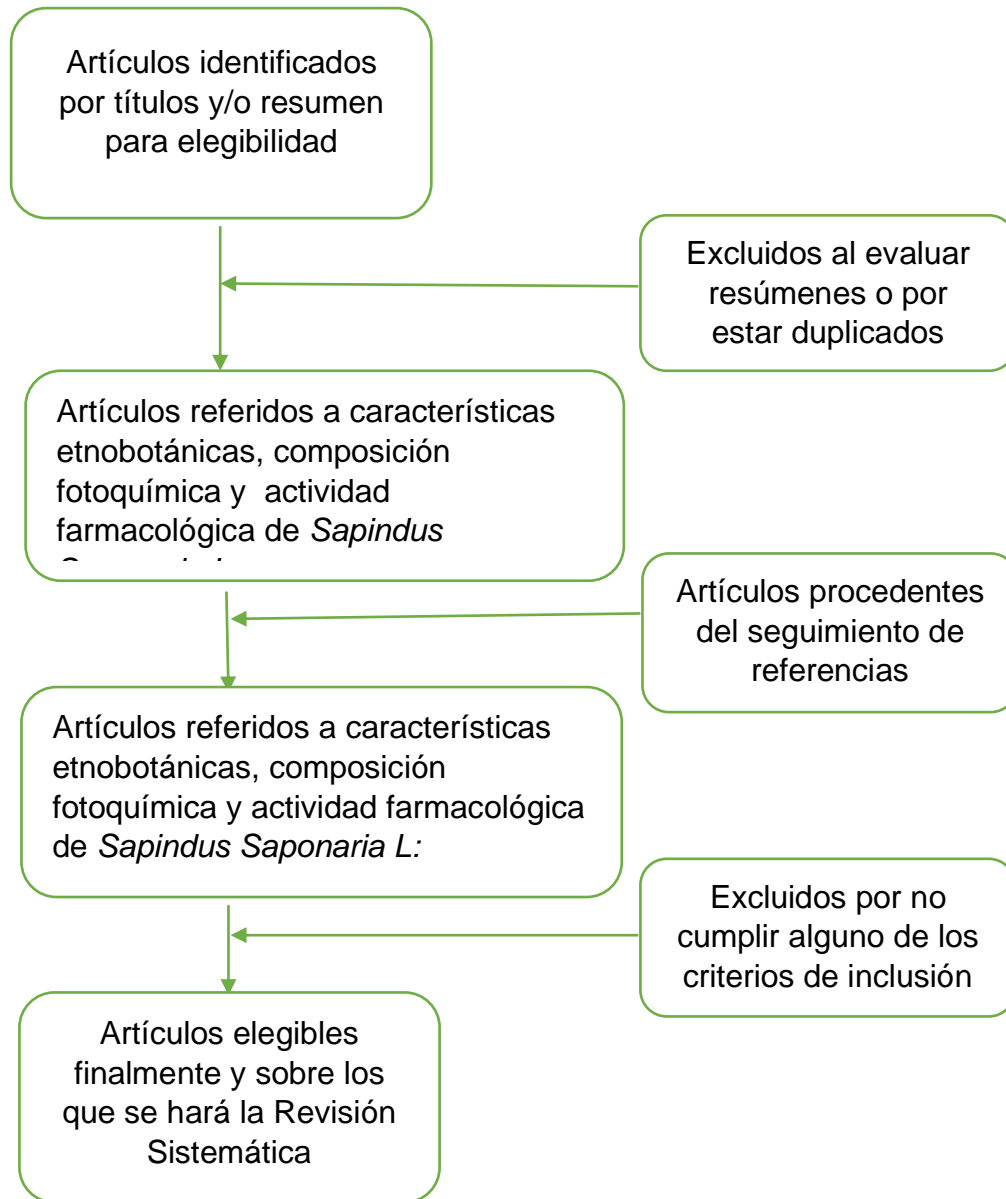 Artículos identificados
por títulos y/o resumen
para elegibilidad
Excluidos al evaluar
resúmenes o por
estar duplicados
Artículos referidos a características
etnobotánicas, composición
fotoquímica y actividad
farmacológica de Sapindus
Artículos procedentes
del seguimiento de
referencias
Artículos referidos a características
etnobotánicas, composición
fotoquímica y actividad farmacológica
de Sapindus Saponaria L:
Excluidos por no
cumplir alguno de los
criterios de inclusión
Artículos elegibles
finalmente y sobre los
que se hará la Revisión
Sistemática